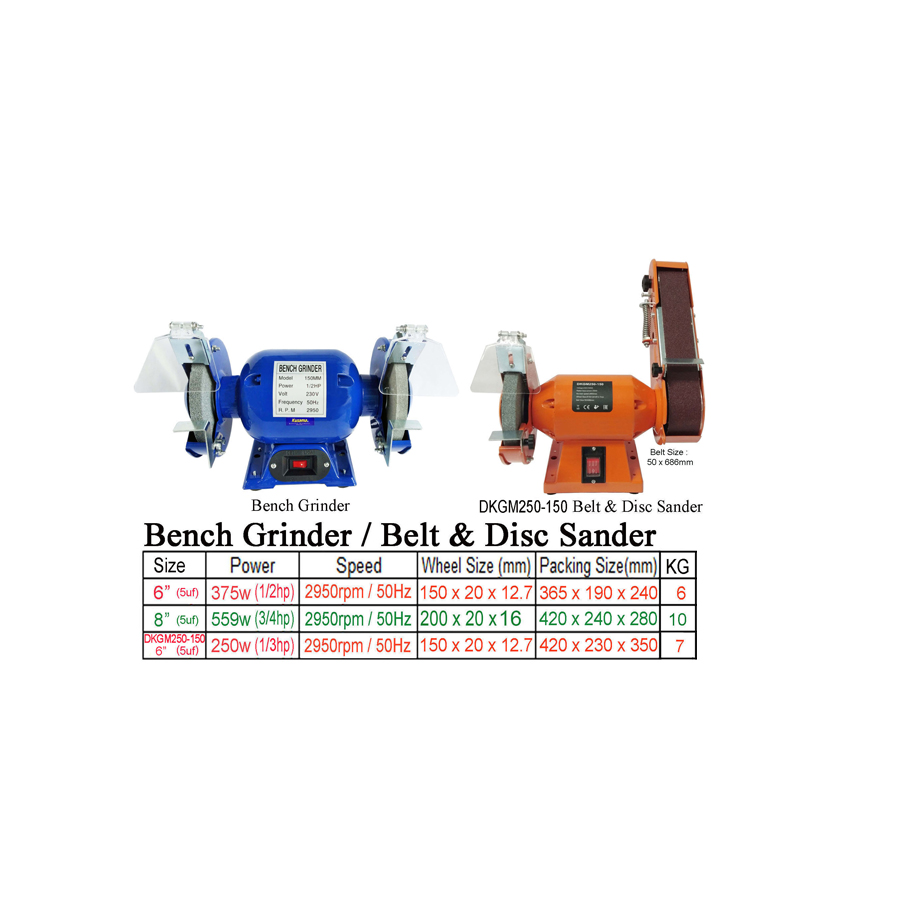 BENCH GRINDER
Model 150MM
Power 1/2HP
Volt 230V
Frequency 50Hz
R. P. M 2950
DKGM250-150
Belt Size :
50 x 686mm
Bench Grinder
DKGM250-150 Belt & Disc Sander
Bench Grinder / Belt & Disc Sander
Size Power Speed Wheel Size (mm) Packing Size(mm) KG
6" (5uf) 375w (1/2hp) 2950rpm / 50Hz 150 x 20 x 12.7 365 x 190 x 240 6
8" (5uf) 559w (3/4hp) 2950rpm / 50Hz 200 x 20 x 16 420 x 240 x 280 10
DKGM250-150
6" (5uf) 250w (1/3hp) 2950rpm / 50Hz 150 x 20 x 12.7 420 x 230 x 350 7